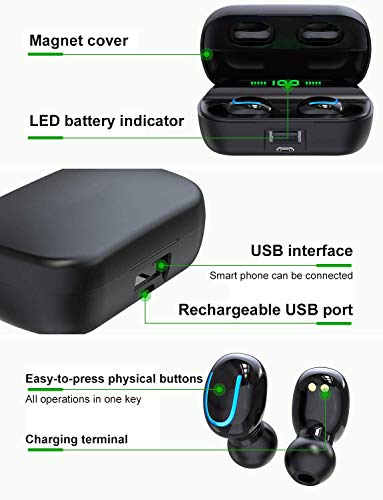 Magnet cover
LED battery indicator
USB interface
Smart phone can be connected
Rechargeable USB port
Easy-to-press physical buttons
All operations in one key
Charging terminal